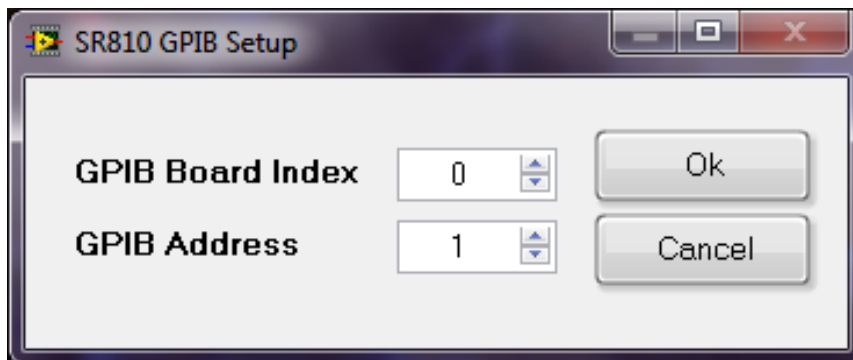 SR810 GPIB Setup
GPIB Board Index 0 Ok
GPIB Address 1 Cancel